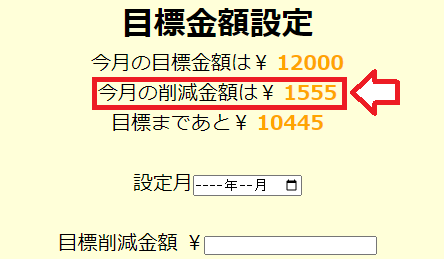 目標金額設定
今月の目標金額は￥ 12000
今月の削減金額は￥ 1555
目標まであと￥ 10445
設定月 ----年--月
目標削減金額 ￥